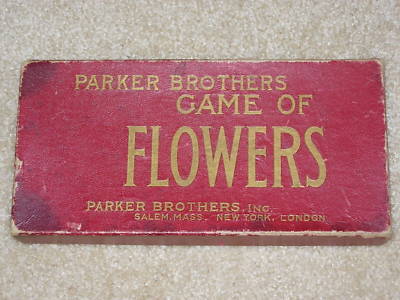 PARKER BROTHERS
GAME OF
FLOWERS
PARKER BROTHERS, INC.
SALEM, MASS. NEW YORK, LONDON